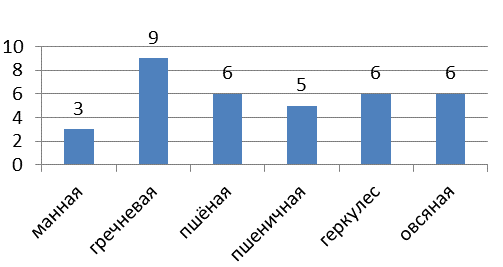 10
8
6
4
2
0
3
9
6
5
6
6
манная
гречневая
пшёная
пшеничная
геркулес
овсяная